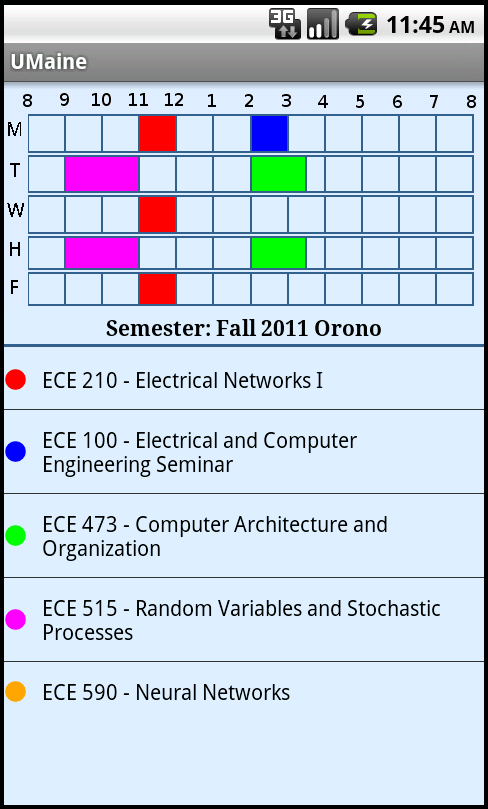 3G 11:45 AM
UMaine
8 9 10 11 12 1 2 3 4 5 6 7 8
M
T
W
H
F
Semester: Fall 2011 Orono
ECE 210 - Electrical Networks I
ECE 100 - Electrical and Computer
Engineering Seminar
ECE 473 - Computer Architecture and
Organization
ECE 515 - Random Variables and Stochastic
Processes
ECE 590 - Neural Networks